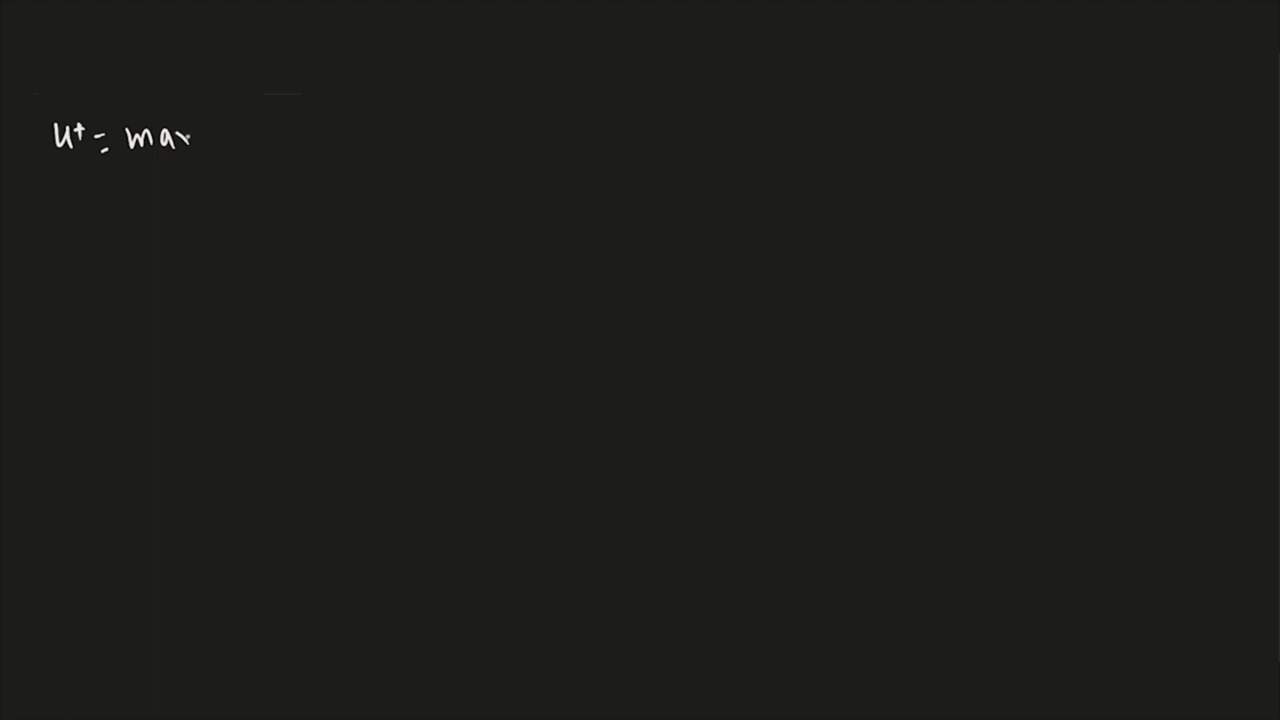 u⁺ = max